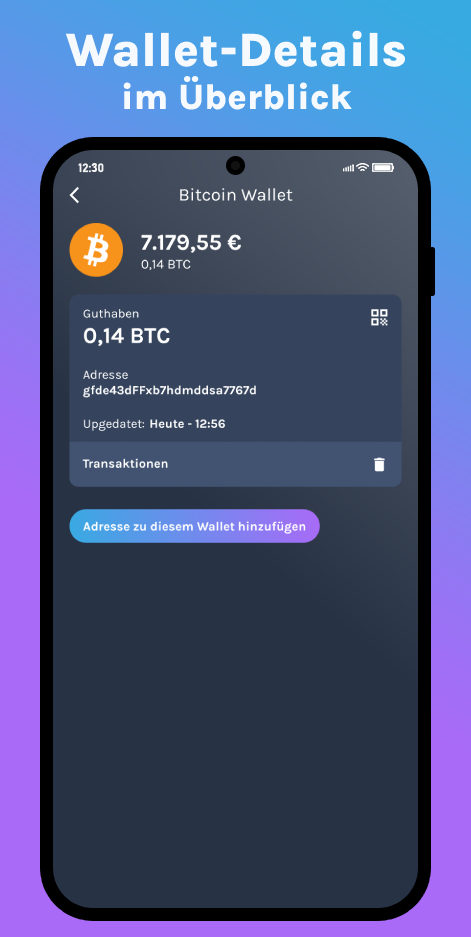 Wallet-Details
im Überblick
12:30
Bitcoin Wallet
7.179,55 €
0,14 BTC
Guthaben
0,14 BTC
Adresse
gfde43dFFxb7hdmddsa7767d
Upgedatet: Heute - 12:56
Transaktionen
Adresse zu diesem Wallet hinzufügen